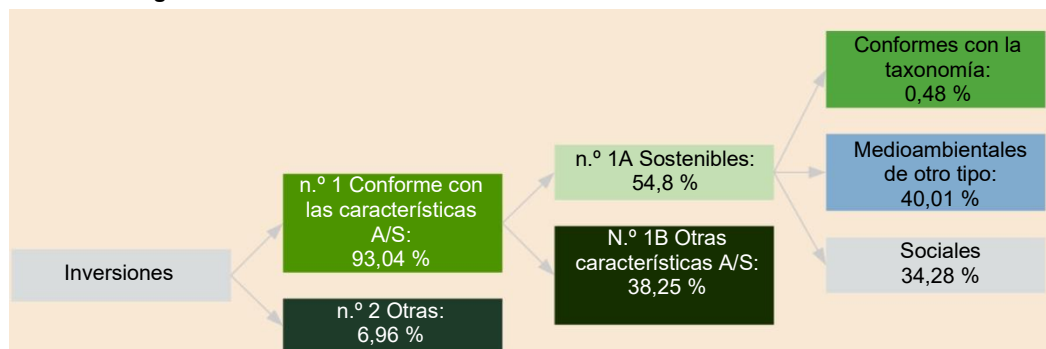 Inversiones
n.º 1 Conforme con
las características
A/S:
93,04 %
n.º 2 Otras:
6,96 %
n.º 1A Sostenibles:
54,8 %
N.º 1B Otras
características A/S:
38,25 %
Conformes con la
taxonomía:
0,48 %
Medioambientales
de otro tipo:
40,01 %
Sociales
34,28 %